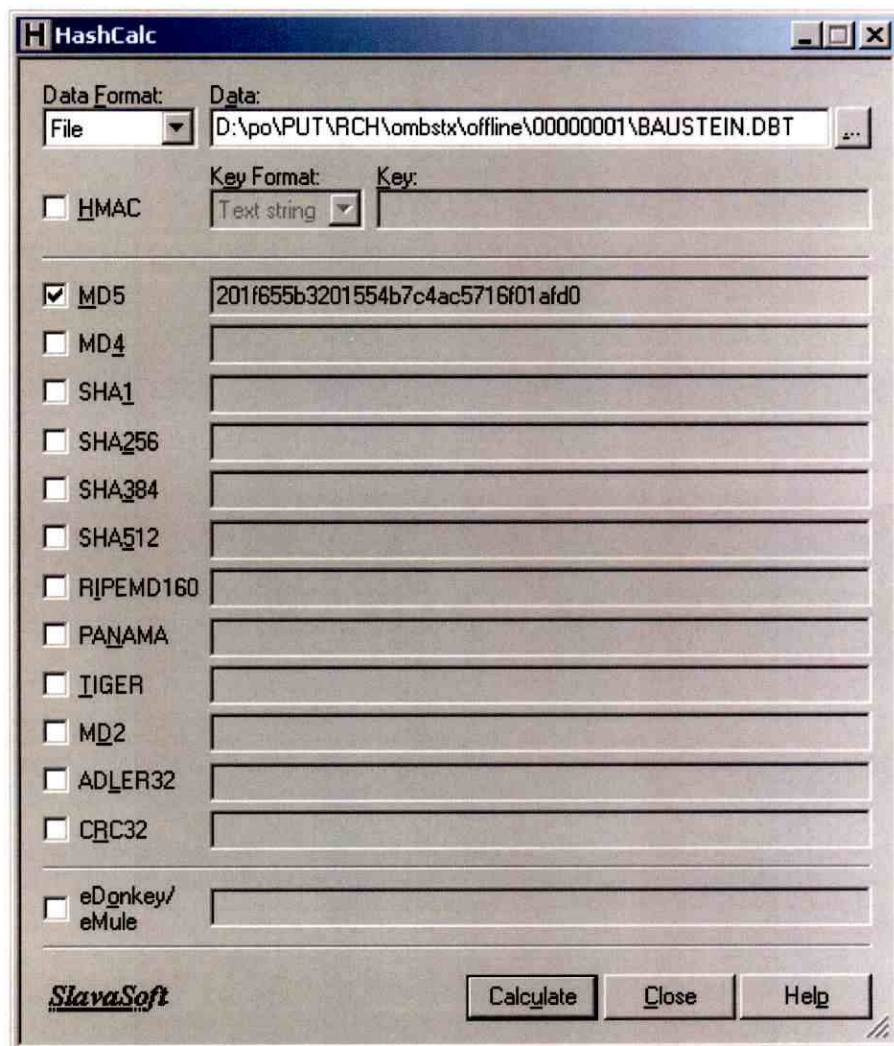 HashCalc
Data Format: Data:
File D:\po\PUT\RCH\ombstx\offline\00000001\BAUSTEIN.DBT ...
Key Format: Key:
HMAC Text string
MD5 201f655b3201554b7c4ac5716f01afd0
MD4
SHA1
SHA256
SHA384
SHA512
RIPEMD160
PANAMA
TIGER
MD2
ADLER32
CRC32
eDonkey/
eMule
SlavaSoft Calculate Close Help